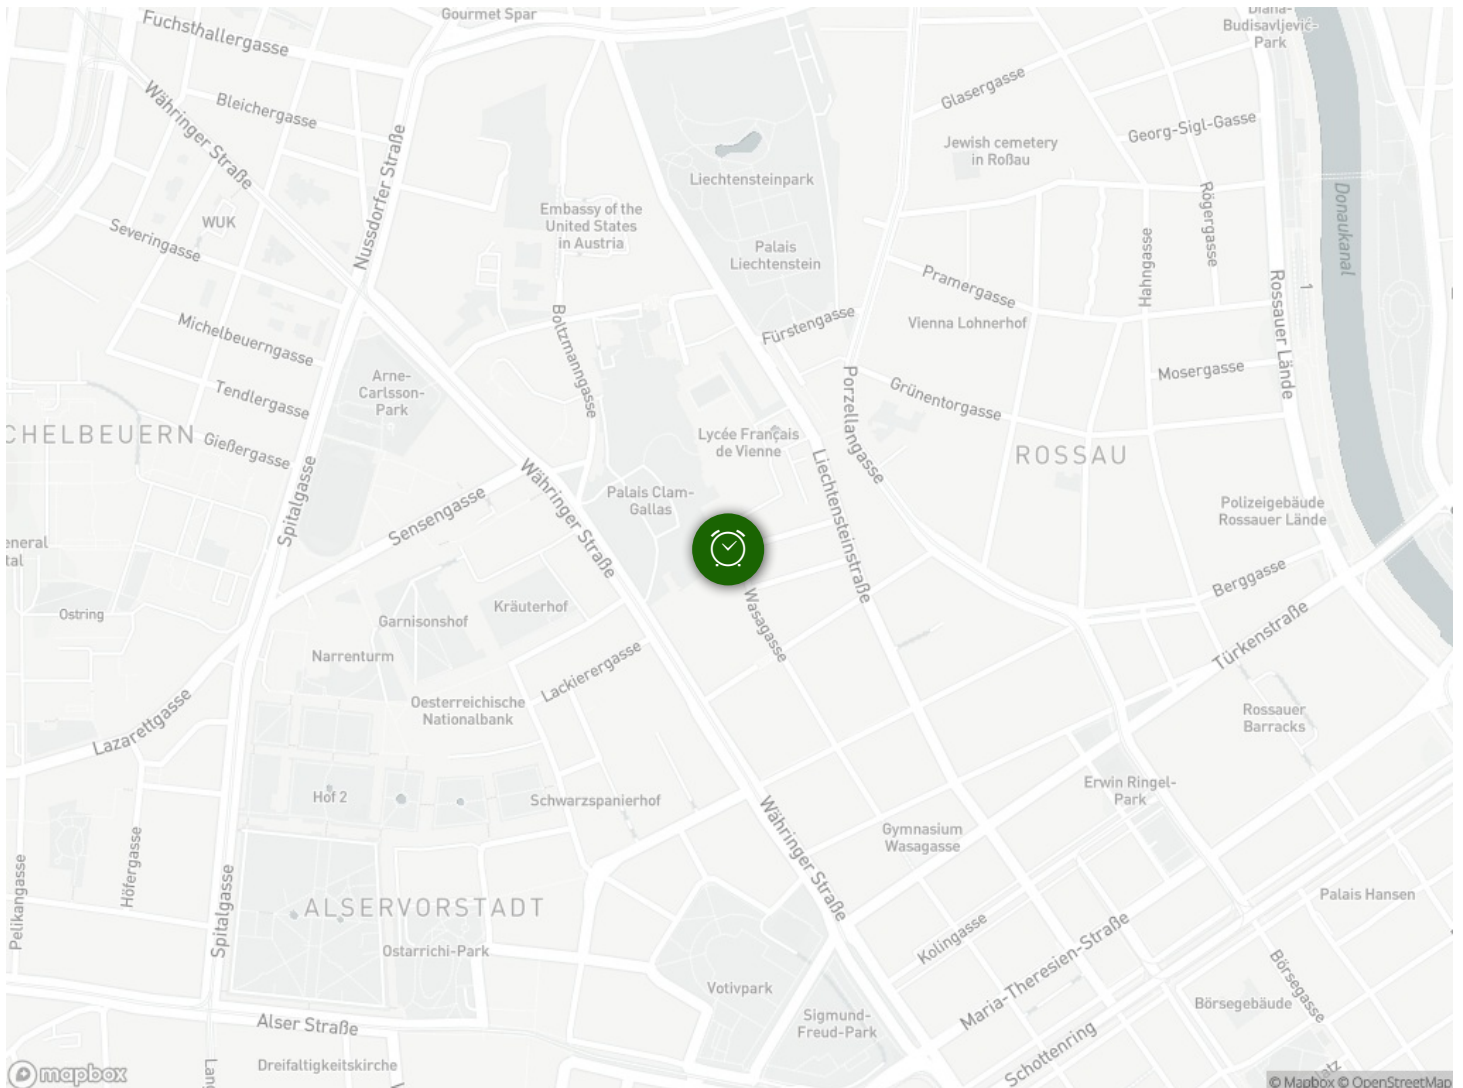 Gourmet Spar
Diana-
Budisavljević-
Park
Fuchsthallergasse
Bleichergasse
Währinger Straße
Nussdorfer Straße
Glasergasse
Georg-Sigl-Gasse
Jewish cemetery
in Roßau
Liechtensteinpark
Donaukanal
Rögergasse
Embassy of the
United States
in Austria
WUK
Severingasse
Palais
Liechtenstein
Hahngasse
Pramergasse
1
Rossauer Lände
Michelbeuerngasse
Boltzmanngasse
Fürstengasse
Vienna Lohnerhof
Mosergasse
Arne-
Carlsson-
Park
Tendlergasse
Porzellangasse
Grünentorgasse
CHELBEUERN
Gießergasse
Lycée Français
de Vienne
ROSSAU
Spitalgasse
Sensengasse
Währinger Straße
Palais Clam-
Gallas
Liechtensteinstraße
Polizeigebäude
Rossauer Lände
eneral
tal
Berggasse
Ostring
Garnisonshof
Kräuterhof
Wasagasse
Türkenstraße
Narrenturm
Lackierergasse
Oesterreichische
Nationalbank
Lazarettgasse
Rossauer
Barracks
Hof 2
Schwarzspanierhof
Erwin Ringel-
Park
Währinger Straße
Gymnasium
Wasagasse
Höfergasse
Pelikangasse
Spitalgasse
ALSERVORSTADT
Palais Hansen
Ostarrichi-Park
Kolingasse
Maria-Theresien-Straße
Börsegasse
Votivpark
Börsegebäude
Sigmund-
Freud-Park
Alser Straße
Schottenring
Dreifaltigkeitskirche
Lang
latz
mapbox
© Mapbox © OpenStreetMap